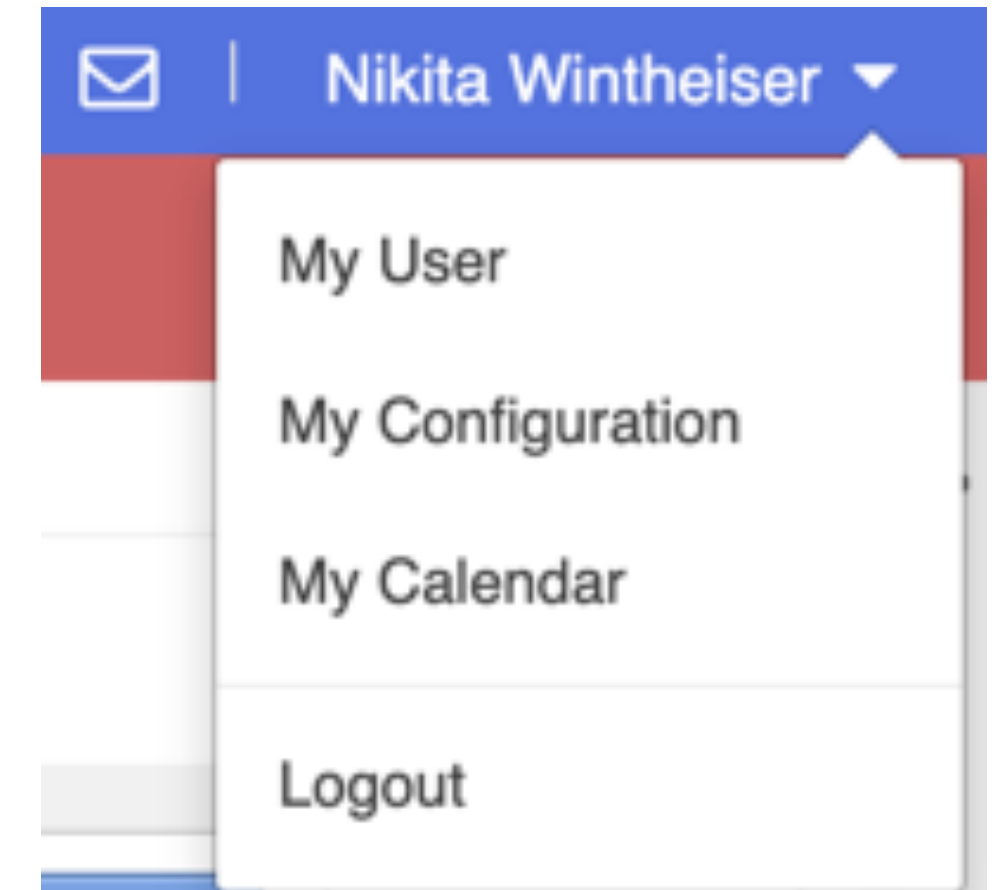 Nikita Wintheiser
My User
My Configuration
My Calendar
Logout